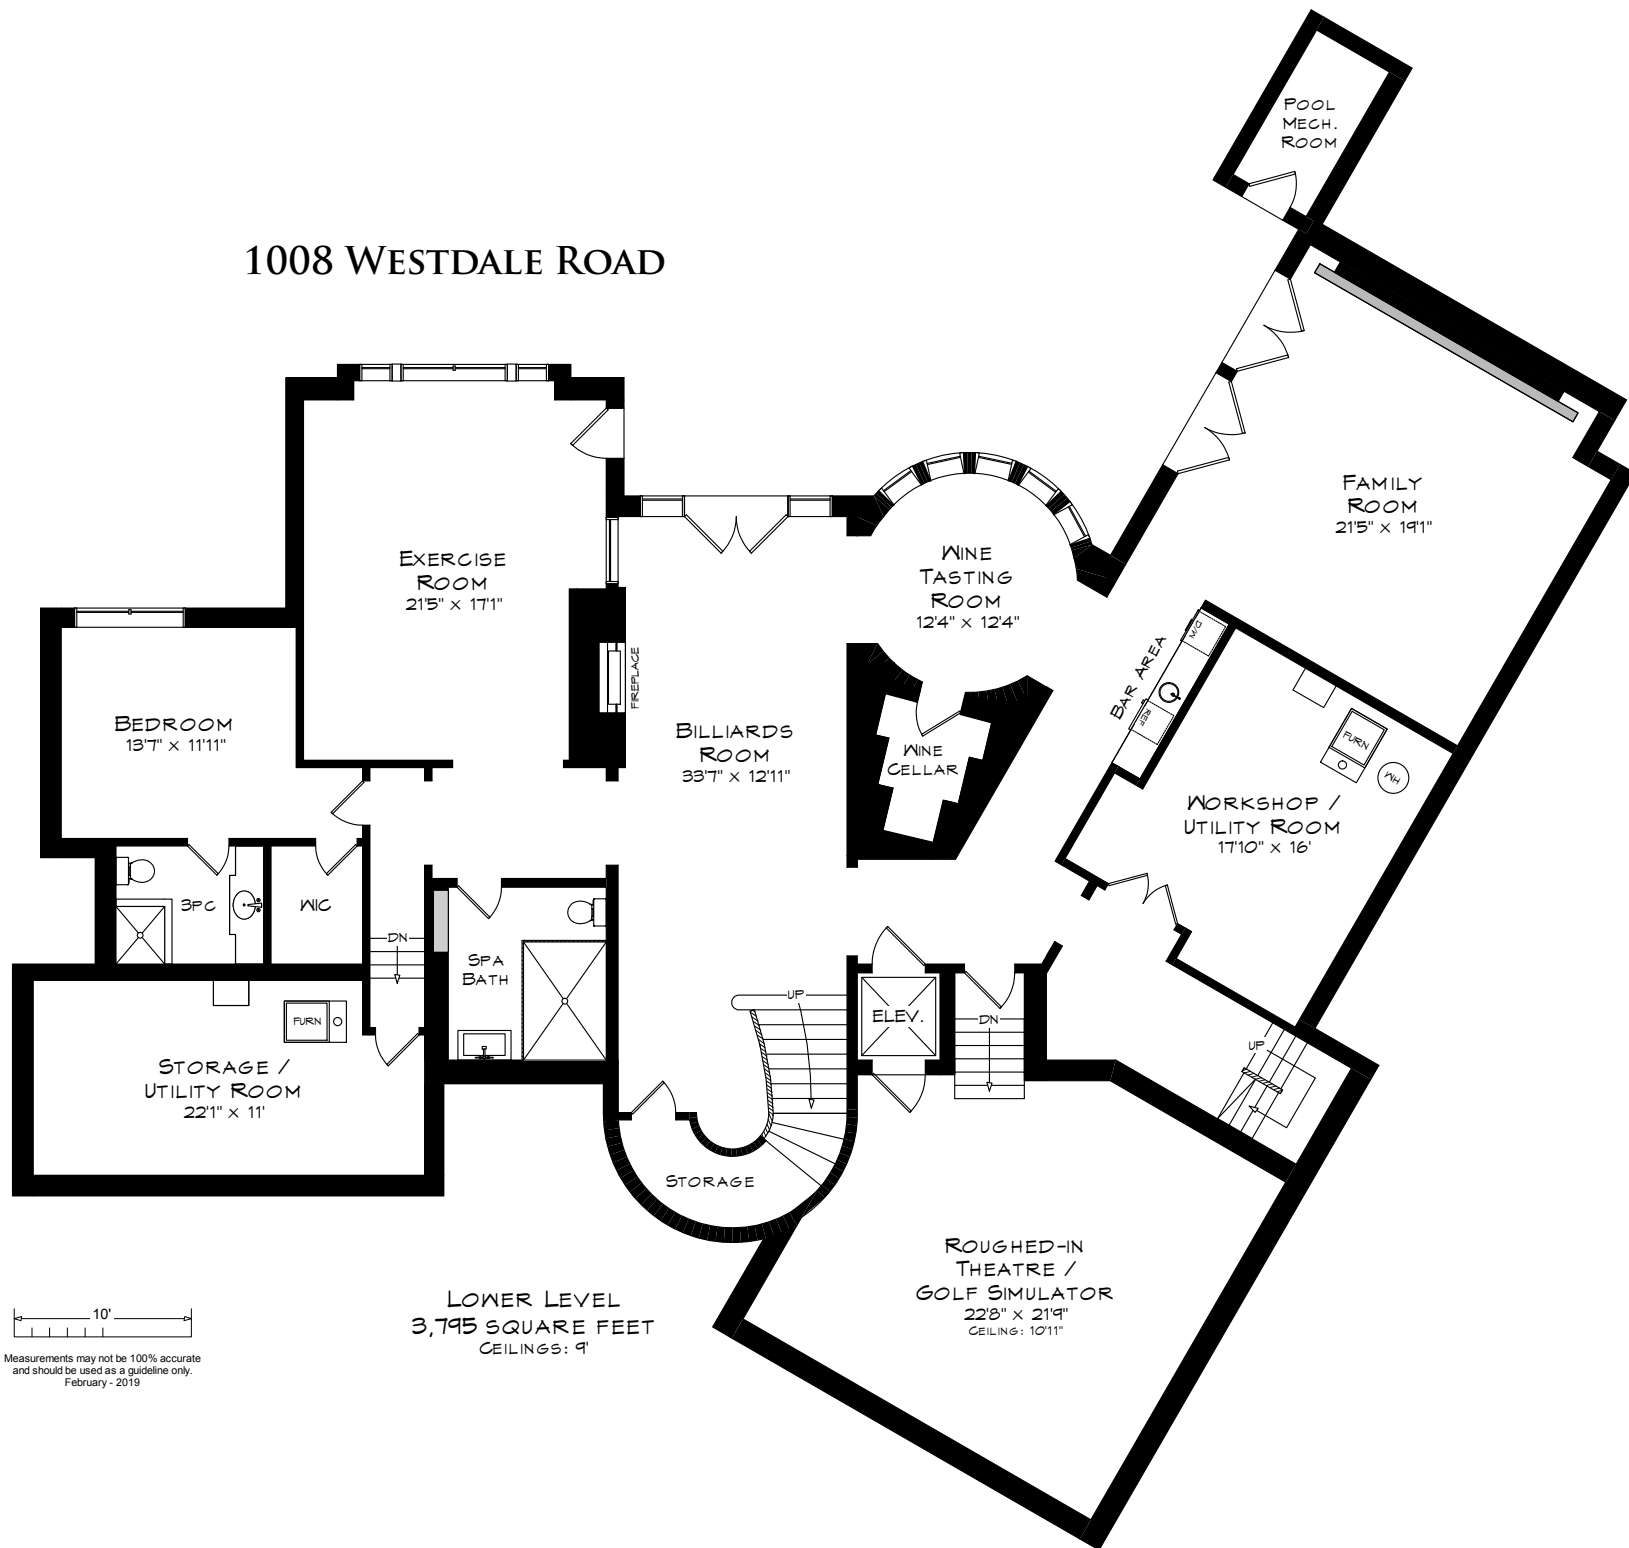 POOL
MECH.
ROOM
1008 WESTDALE ROAD
FAMILY
ROOM
21'5" × 19'1"
EXERCISE
ROOM
21'5" × 17'1"
WINE
TASTING
ROOM
12'4" × 12'4"
FIREPLACE
BAR AREA
D/W
REF
BEDROOM
13'7" × 11'11"
BILLIARDS
ROOM
33'7" × 12'11"
WINE
CELLAR
FURN
HW
WORKSHOP /
UTILITY ROOM
17'10" × 16'
3PC
WIC
DN
SPA
BATH
UP
ELEV.
DN
UP
FURN
STORAGE /
UTILITY ROOM
22'1" × 11'
STORAGE
ROUGHED-IN
THEATRE /
GOLF SIMULATOR
22'8" × 21'9"
CEILING: 10'11"
LOWER LEVEL
3,795 SQUARE FEET
CEILINGS: 9'
10'
Measurements may not be 100% accurate
and should be used as a guideline only.
February - 2019